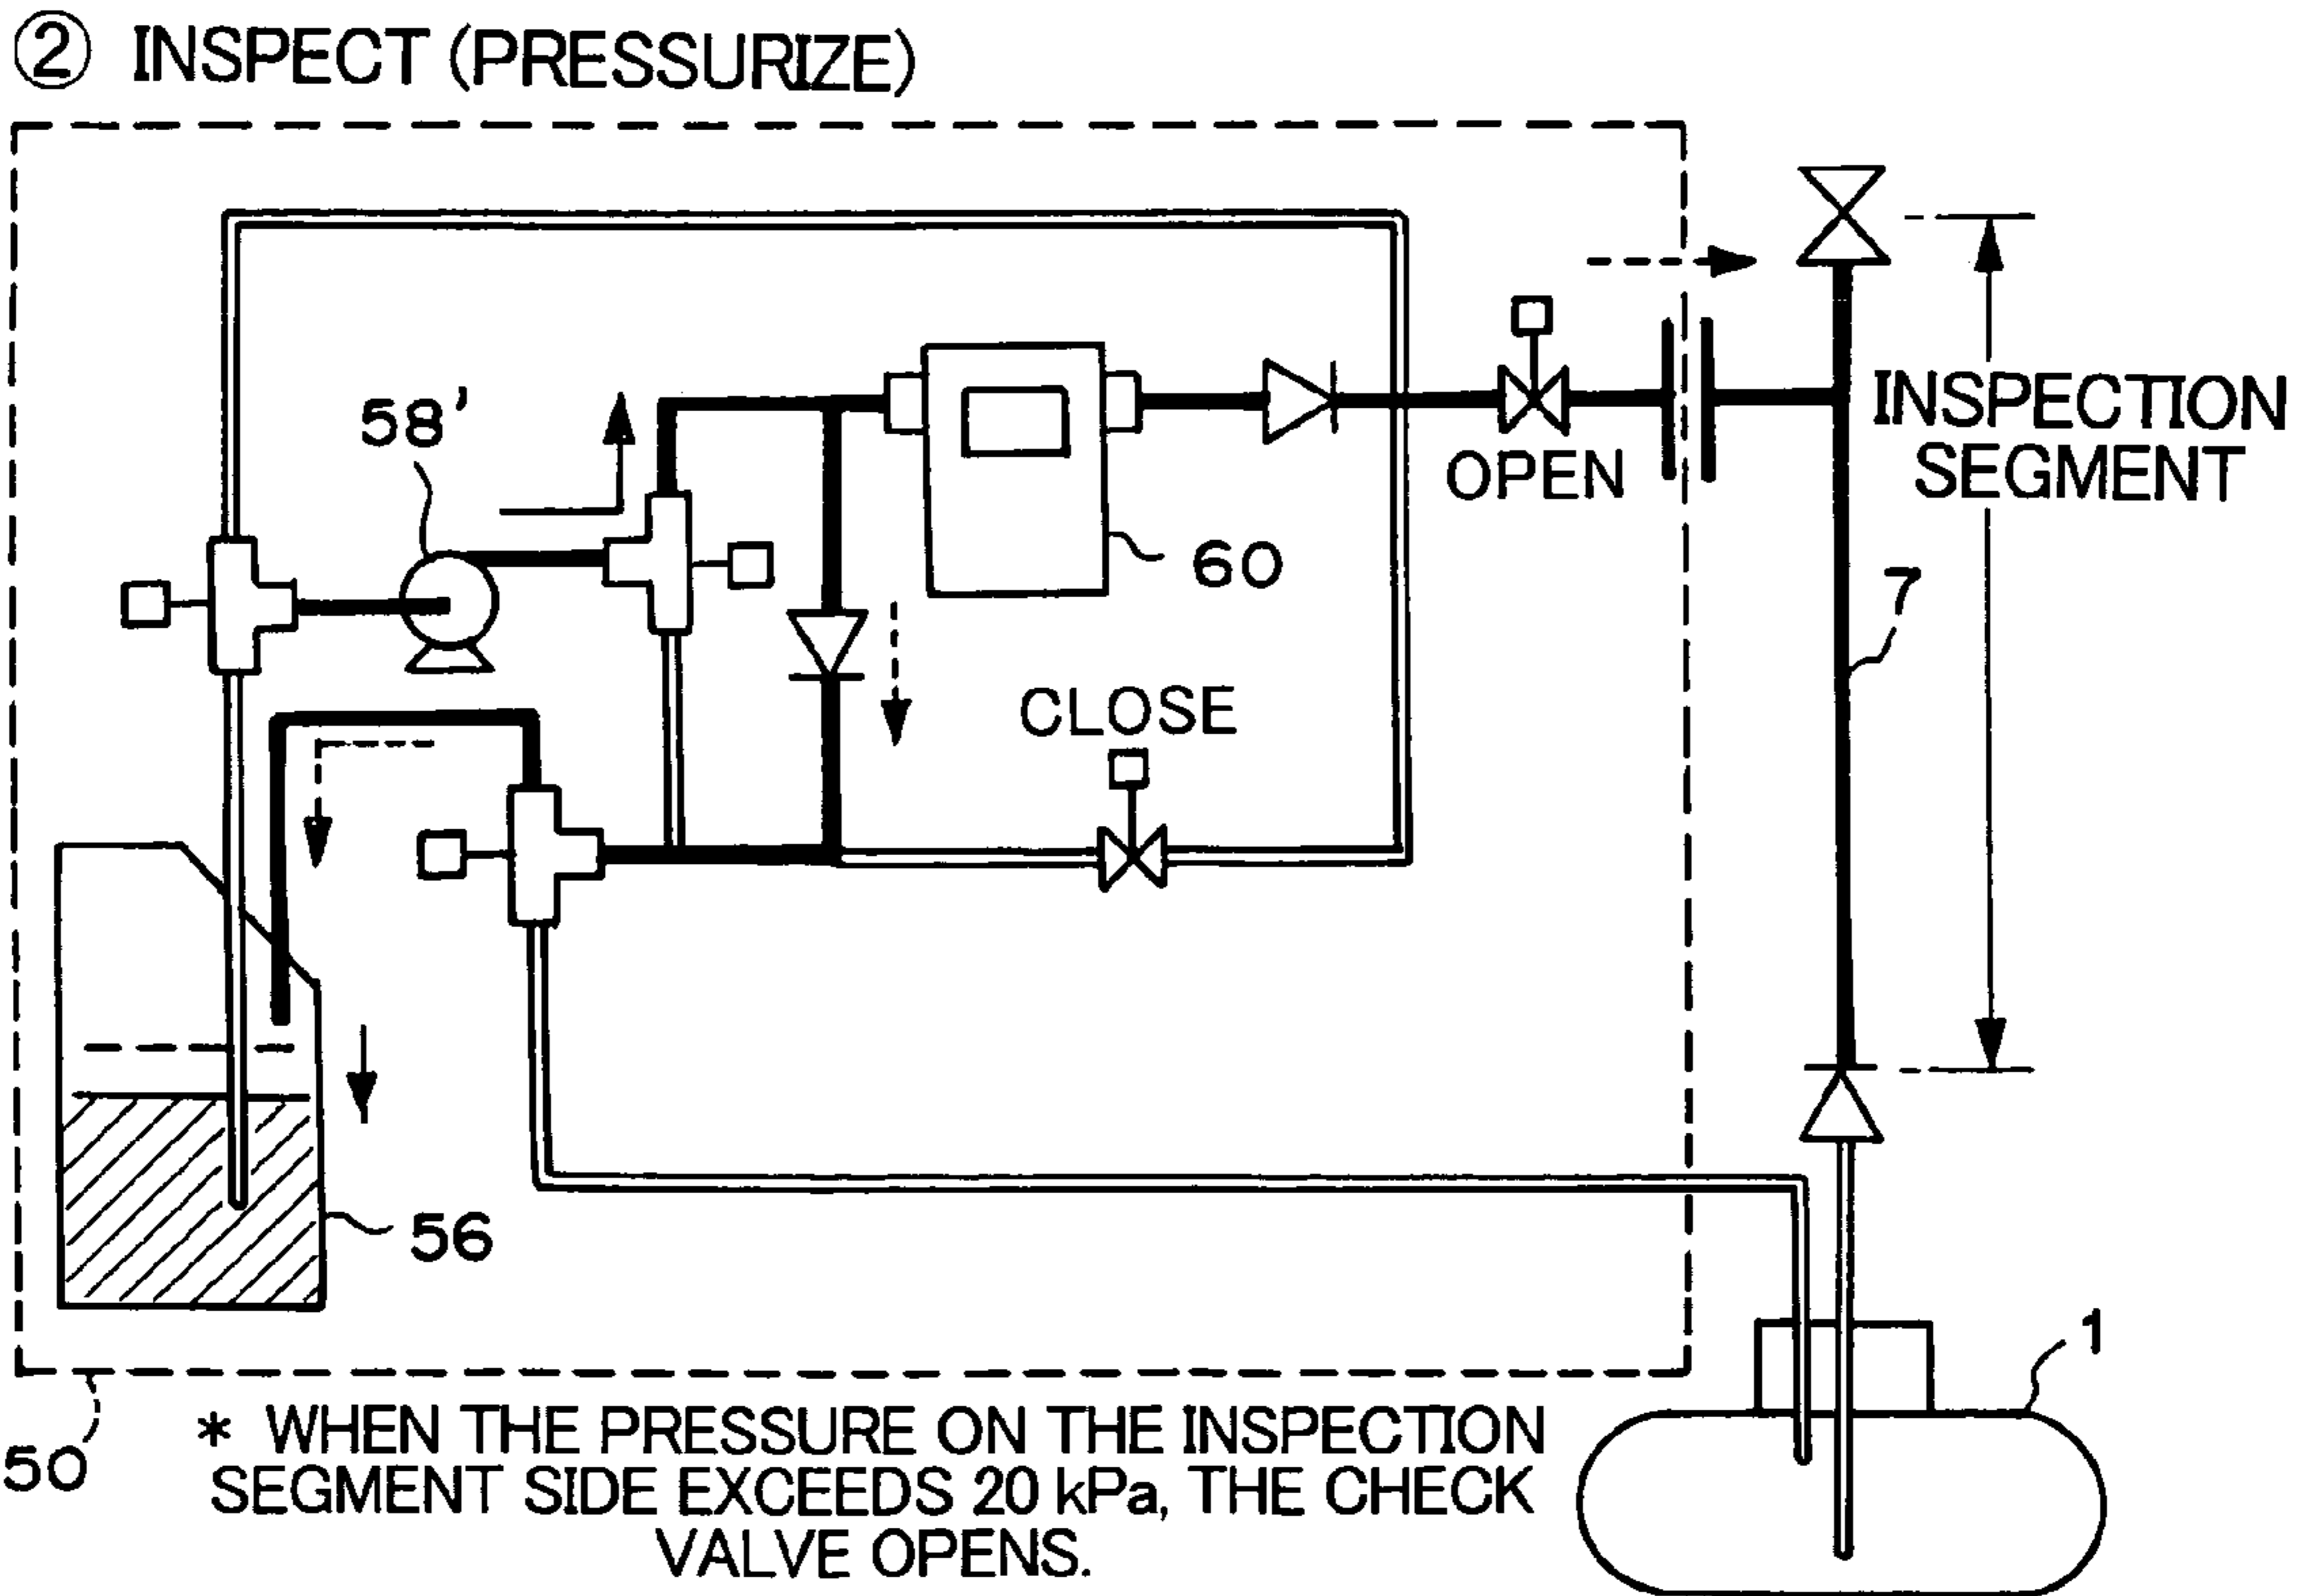 ② INSPECT (PRESSURIZE)
58'
OPEN
INSPECTION
SEGMENT
60
7
CLOSE
56
1
50
* WHEN THE PRESSURE ON THE INSPECTION
SEGMENT SIDE EXCEEDS 20 kPa, THE CHECK
VALVE OPENS.